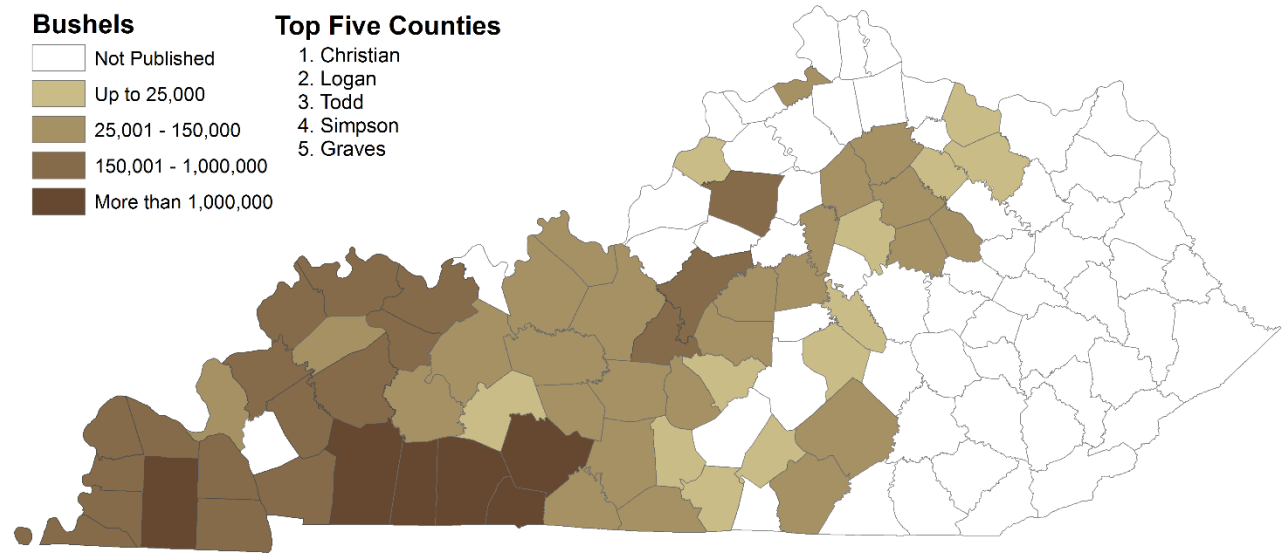 Bushels
Not Published
Up to 25,000
25,001 - 150,000
150,001 - 1,000,000
More than 1,000,000
Top Five Counties
1. Christian
2. Logan
3. Todd
4. Simpson
5. Graves